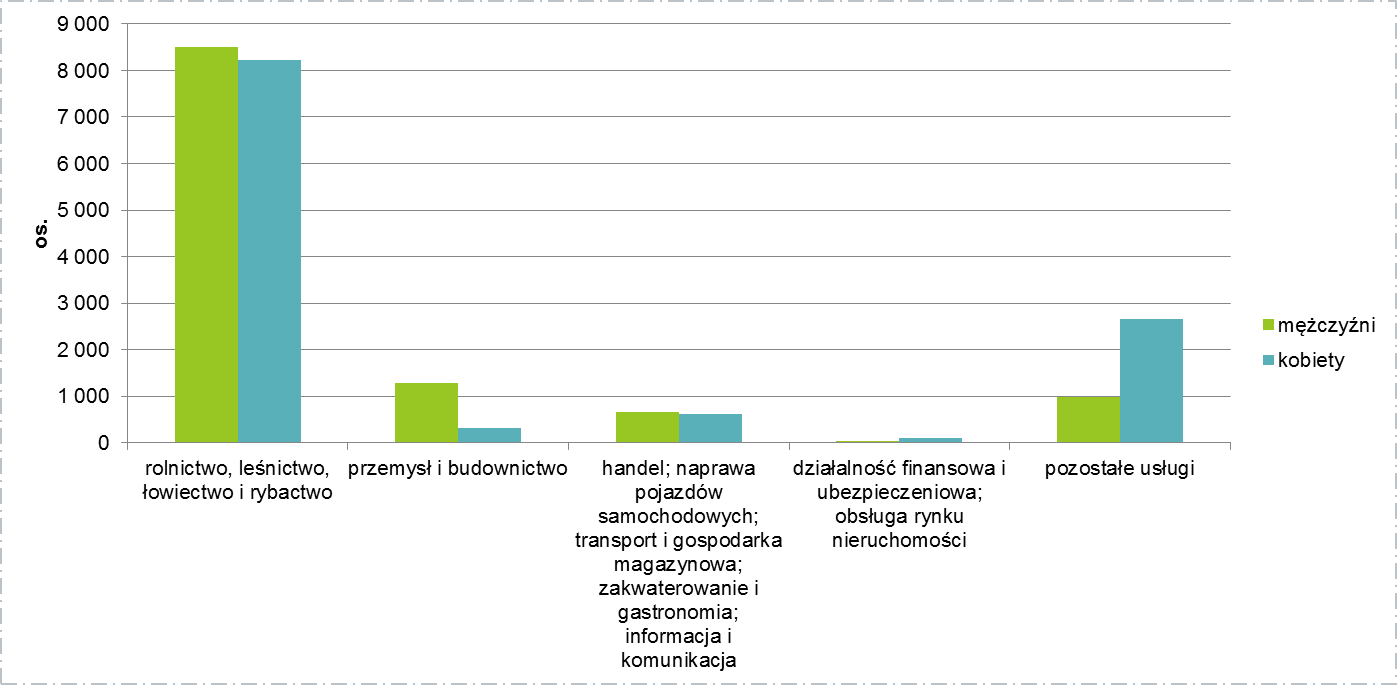 9 000
8 000
7 000
6 000
5 000
4 000
3 000
2 000
1 000
0
os.
rolnictwo, leśnictwo,
łowiectwo i rybactwo
przemysł i budownictwo
handel; naprawa
pojazdów
samochodowych;
transport i gospodarka
magazynowa;
zakwaterowanie i
gastronomia;
informacja i
komunikacja
działalność finansowa i
ubezpieczeniowa;
obsługa rynku
nieruchomości
pozostałe usługi
mężczyźni
kobiety